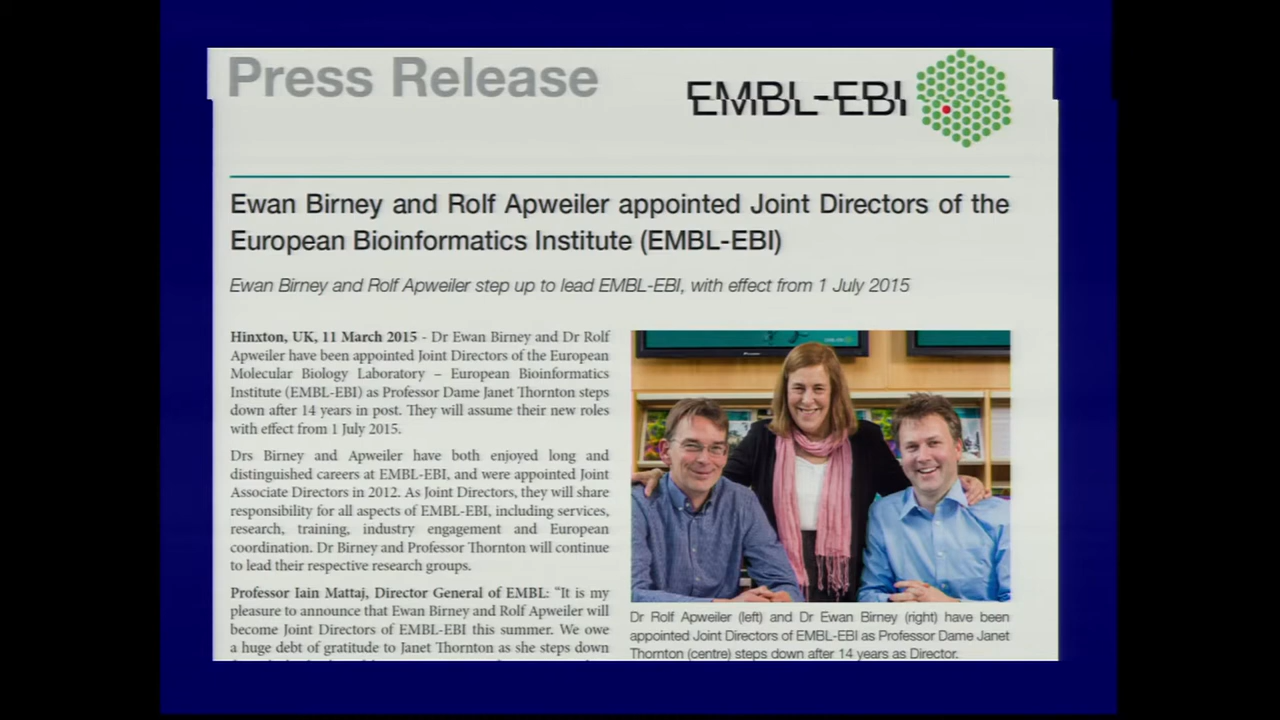 Press Release
EMBL-EBI
Ewan Birney and Rolf Apweiler appointed Joint Directors of the
European Bioinformatics Institute (EMBL-EBI)
Ewan Birney and Rolf Apweiler step up to lead EMBL-EBI, with effect from 1 July 2015
Hinxton, UK, 11 March 2015 - Dr Ewan Birney and Dr Rolf
Apweiler have been appointed Joint Directors of the European
Molecular Biology Laboratory – European Bioinformatics
Institute (EMBL-EBI) as Professor Dame Janet Thornton steps
down after 14 years in post. They will assume their new roles
with effect from 1 July 2015.
Drs Birney and Apweiler have both enjoyed long and
distinguished careers at EMBL-EBI, and were appointed Joint
Associate Directors in 2012. As Joint Directors, they will share
responsibility for all aspects of EMBL-EBI, including services,
research, training, industry engagement and European
coordination. Dr Birney and Professor Thornton will continue
to lead their respective research groups.
Professor Iain Mattaj, Director General of EMBL: “It is my
pleasure to announce that Ewan Birney and Rolf Apweiler will
become Joint Directors of EMBL-EBI this summer. We owe
a huge debt of gratitude to Janet Thornton as she steps down
Dr Rolf Apweiler (left) and Dr Ewan Birney (right) have been
appointed Joint Directors of EMBL-EBI as Professor Dame Janet
Thornton (centre) steps down after 14 years as Director.